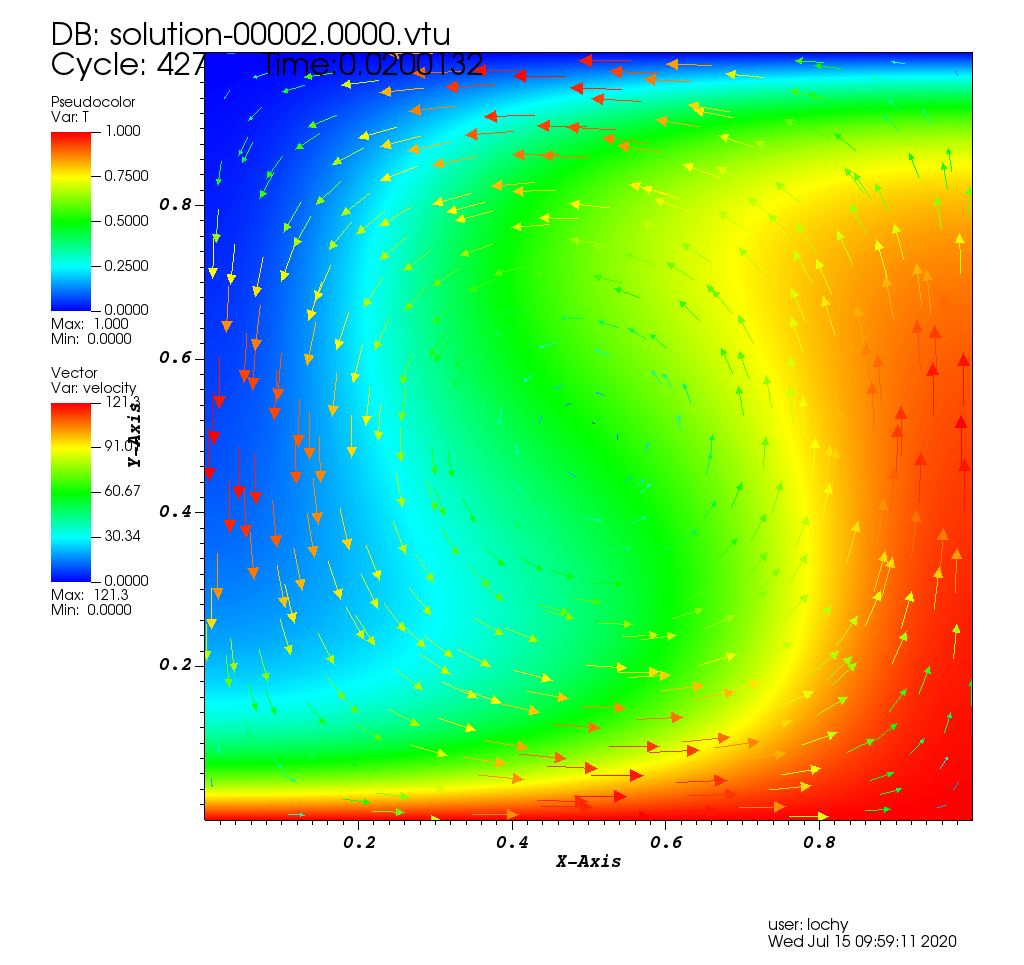 DB: solution-00002.0000.vtu
Cycle: 427 Time:0.0200132
Pseudocolor
Var: T
1.000
0.7500
0.5000
0.2500
0.0000
Max: 1.000
Min: 0.0000
Vector
Var: velocity
121.3
91.01
60.67
30.34
0.0000
Max: 121.3
Min: 0.0000
Y-Axis
0.8
0.6
0.4
0.2
0.2 0.4 0.6 0.8
X-Axis
user: lochy
Wed Jul 15 09:59:11 2020